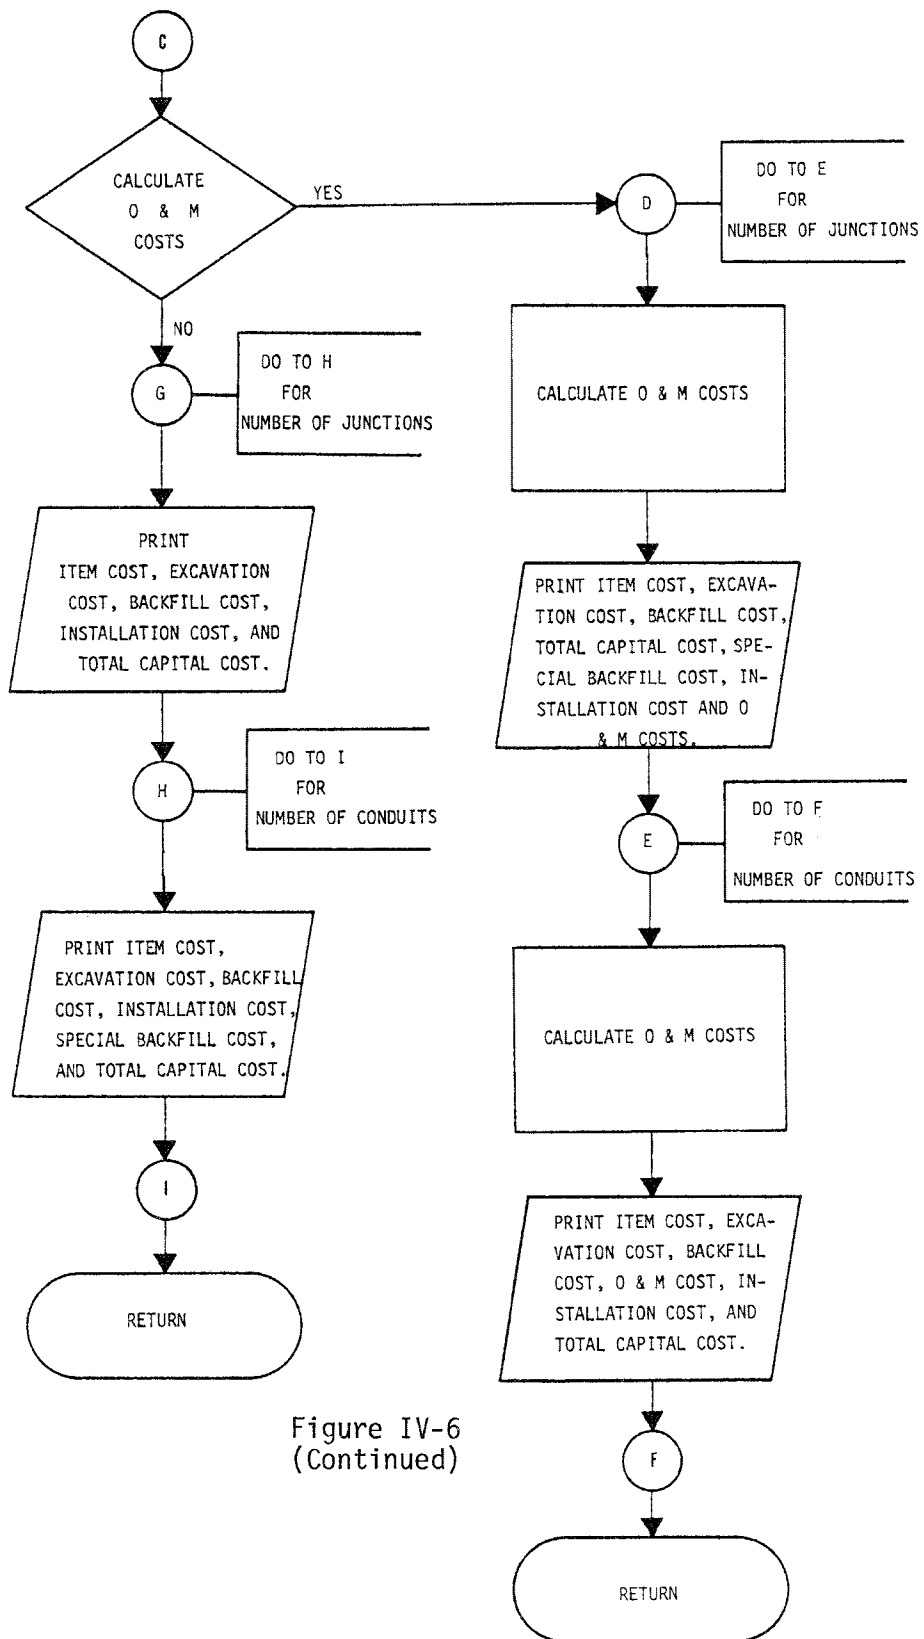 C
CALCULATE
O & M
COSTS
YES
D
DO TO E
FOR
NUMBER OF JUNCTIONS
NO
G
DO TO H
FOR
NUMBER OF JUNCTIONS
CALCULATE O & M COSTS
PRINT
ITEM COST, EXCAVATION
COST, BACKFILL COST,
INSTALLATION COST, AND
TOTAL CAPITAL COST.
PRINT ITEM COST, EXCAVA-
TION COST, BACKFILL COST,
TOTAL CAPITAL COST, SPE-
CIAL BACKFILL COST, IN-
STALLATION COST AND O
& M COSTS.
H
DO TO I
FOR
NUMBER OF CONDUITS
E
DO TO F
FOR
NUMBER OF CONDUITS
PRINT ITEM COST,
EXCAVATION COST, BACKFILL
COST, INSTALLATION COST,
SPECIAL BACKFILL COST,
AND TOTAL CAPITAL COST.
CALCULATE O & M COSTS
I
RETURN
PRINT ITEM COST, EXCA-
VATION COST, BACKFILL
COST, O & M COST, IN-
STALLATION COST, AND
TOTAL CAPITAL COST.
F
RETURN
Figure IV-6
(Continued)